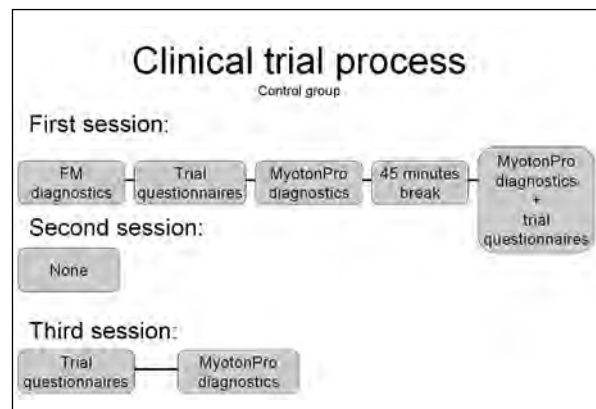 Clinical trial process
Control group
First session:
FM
diagnostics
Trial
questionnaires
MyotonPro
diagnostics
45 minutes
break
MyotonPro
diagnostics
+
trial
questionnaires
Second session:
None
Third session:
Trial
questionnaires
MyotonPro
diagnostics